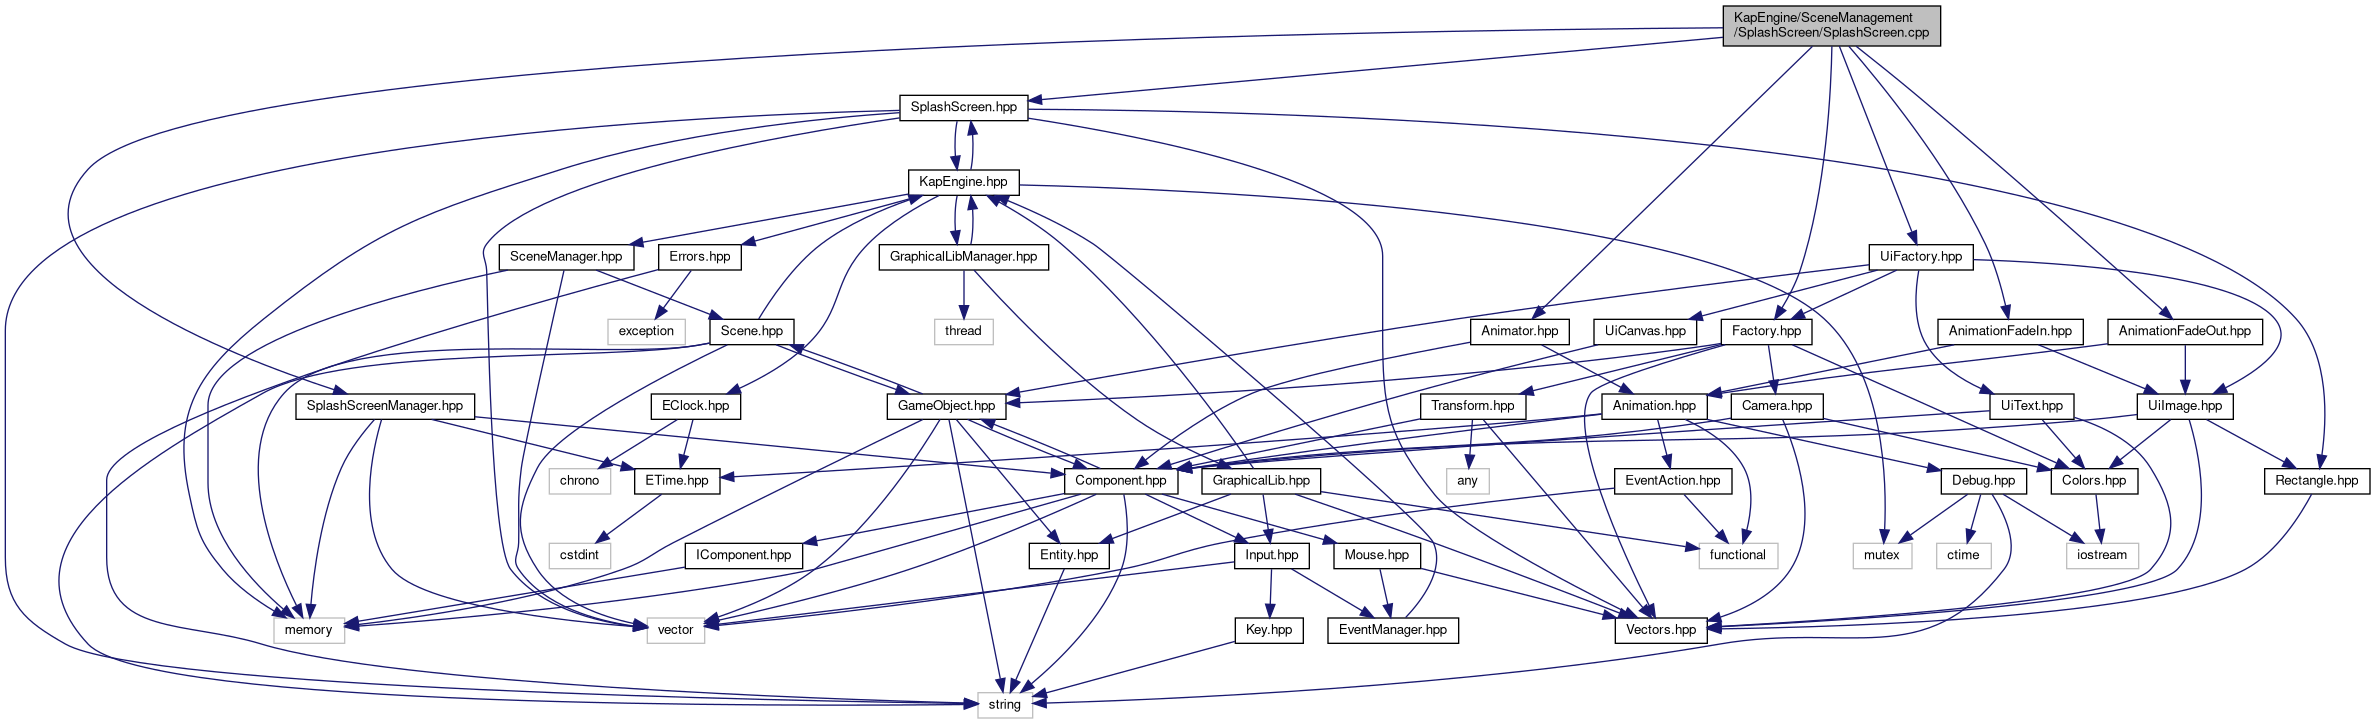 KapEngine/SceneManagement
/SplashScreen/SplashScreen.cpp
SplashScreen.hpp
KapEngine.hpp
SceneManager.hpp
Errors.hpp
GraphicalLibManager.hpp
UiFactory.hpp
exception
Scene.hpp
thread
Animator.hpp
UiCanvas.hpp
Factory.hpp
AnimationFadeIn.hpp
AnimationFadeOut.hpp
SplashScreenManager.hpp
EClock.hpp
GameObject.hpp
Transform.hpp
Animation.hpp
Camera.hpp
UiText.hpp
UiImage.hpp
chrono
ETime.hpp
Component.hpp
GraphicalLib.hpp
any
EventAction.hpp
Debug.hpp
Colors.hpp
Rectangle.hpp
cstdint
IComponent.hpp
Entity.hpp
Input.hpp
Mouse.hpp
functional
mutex
ctime
iostream
memory
vector
Key.hpp
EventManager.hpp
Vectors.hpp
string